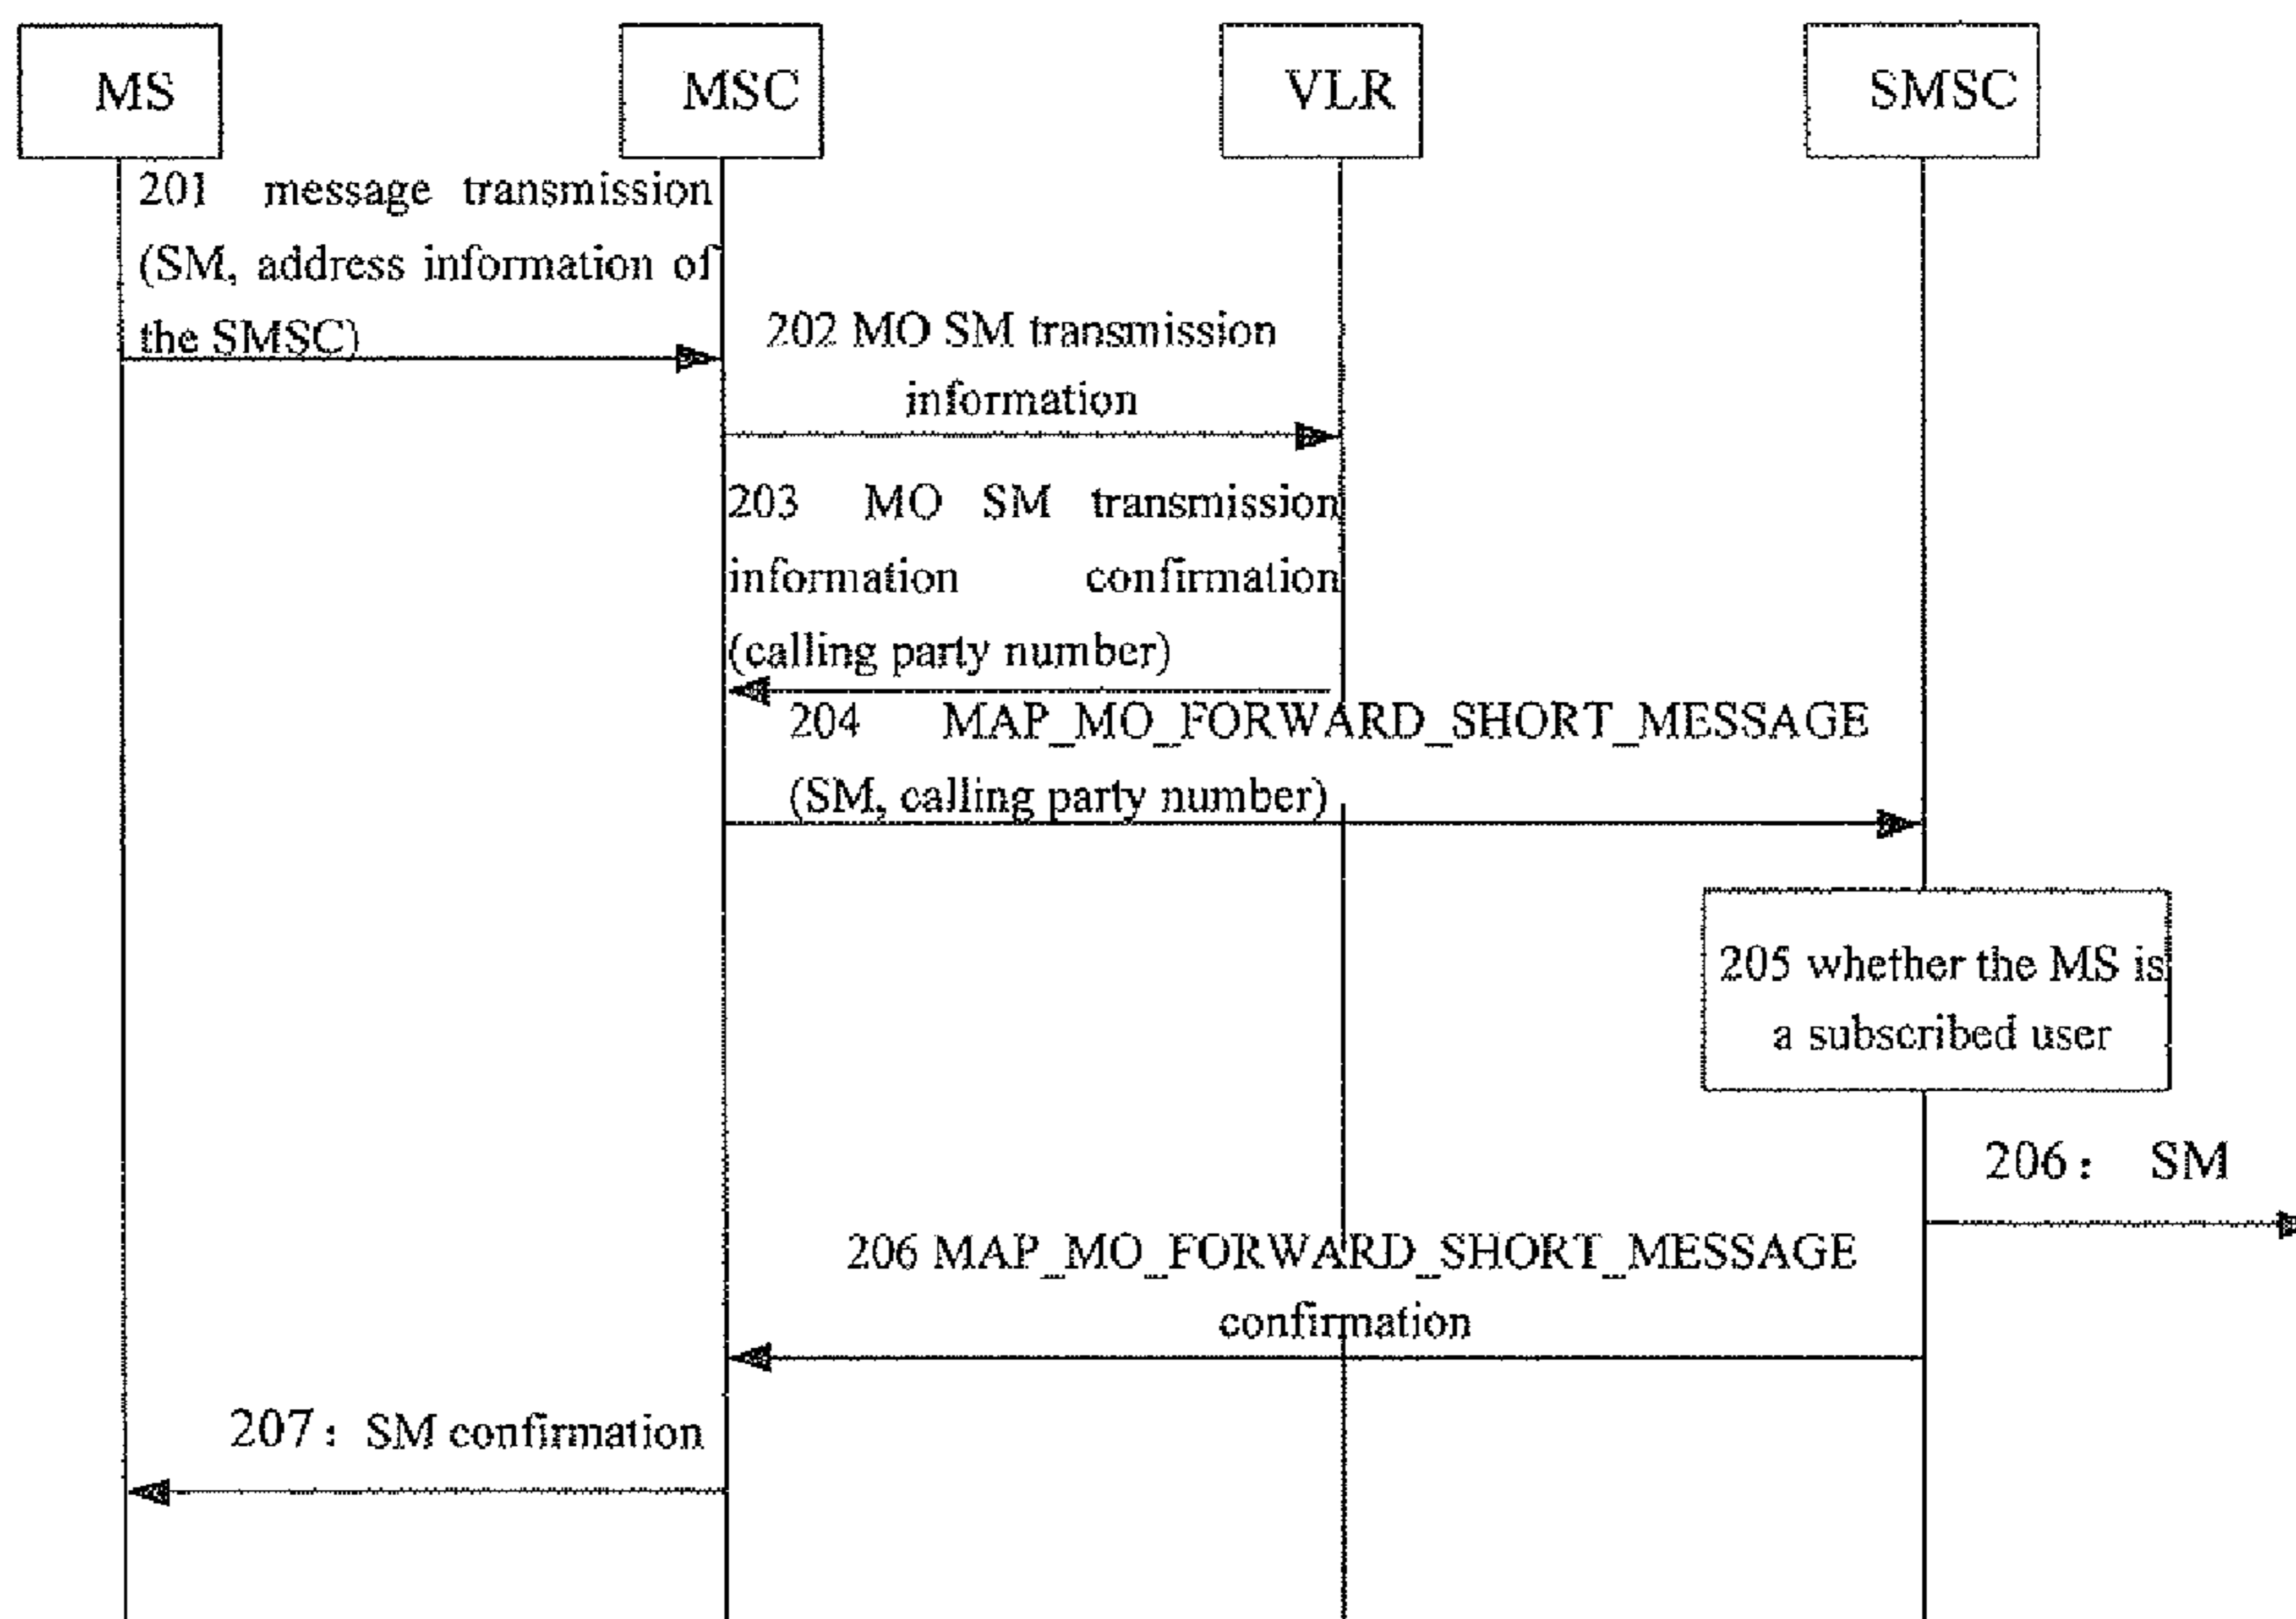 MS
MSC
VLR
SMSC
201 message transmission
(SM, address information of
the SMSC)
202 MO SM transmission
information
203 MO SM transmission
information confirmation
(calling party number)
204 MAP_MO_FORWARD_SHORT_MESSAGE
(SM, calling party number)
205 whether the MS is
a subscribed user
206： SM
206 MAP_MO_FORWARD_SHORT_MESSAGE
confirmation
207：SM confirmation